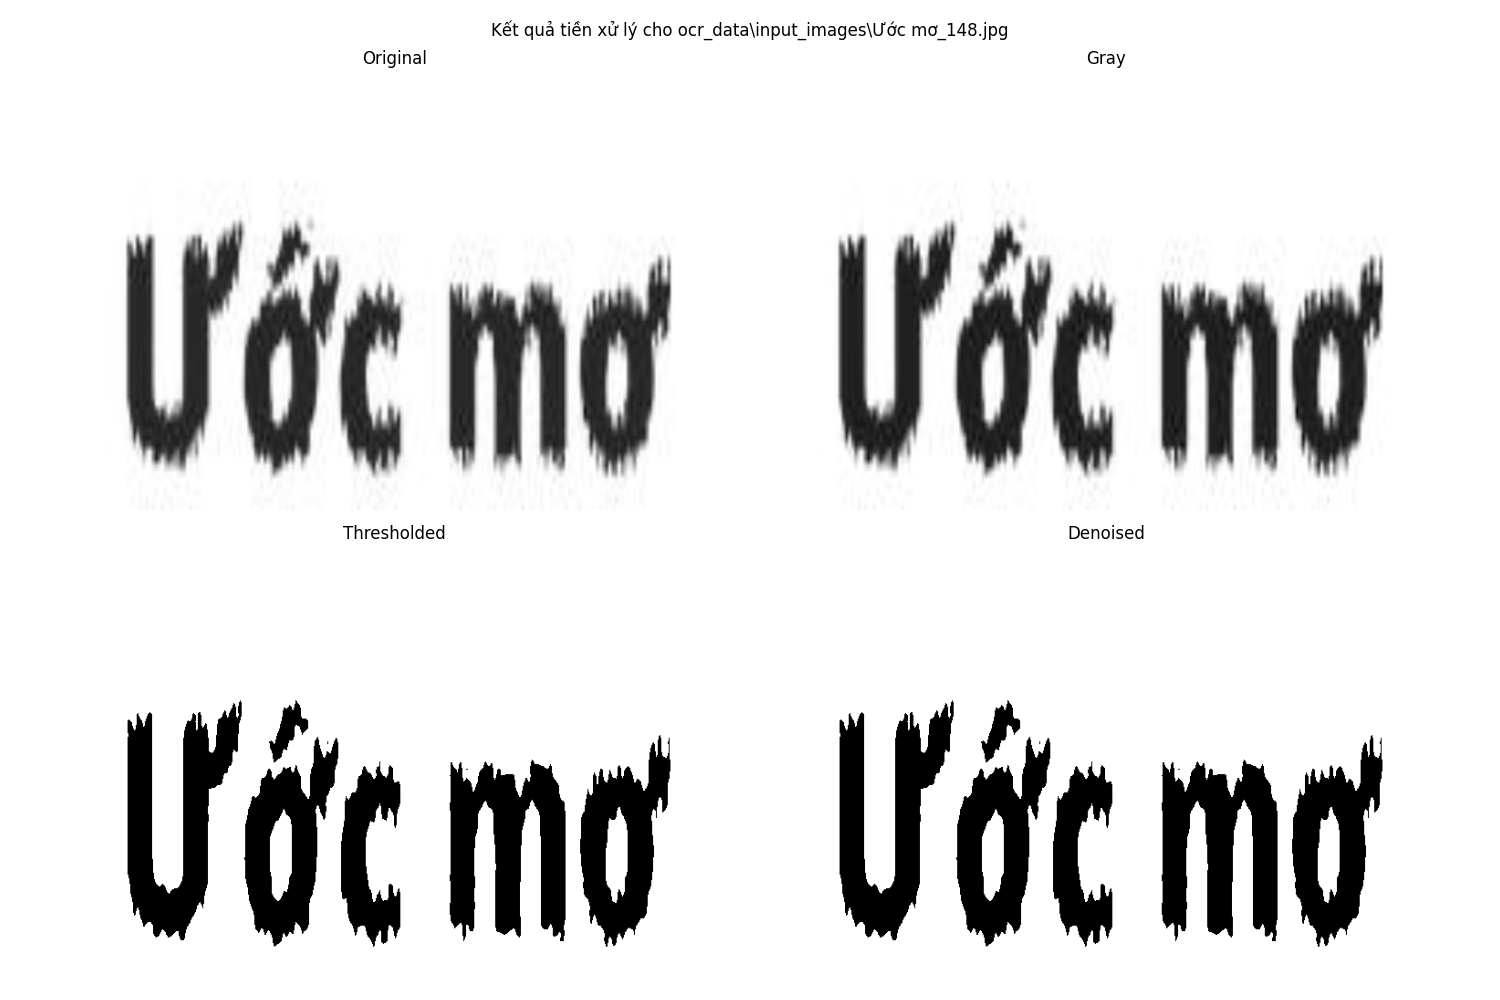 Kết quả tiền xử lý cho ocr_data\input_images\Ước mơ_148.jpg
Original
Gray
Ước mơ
Ước mơ
Thresholded
Denoised
Ước mơ
Ước mơ